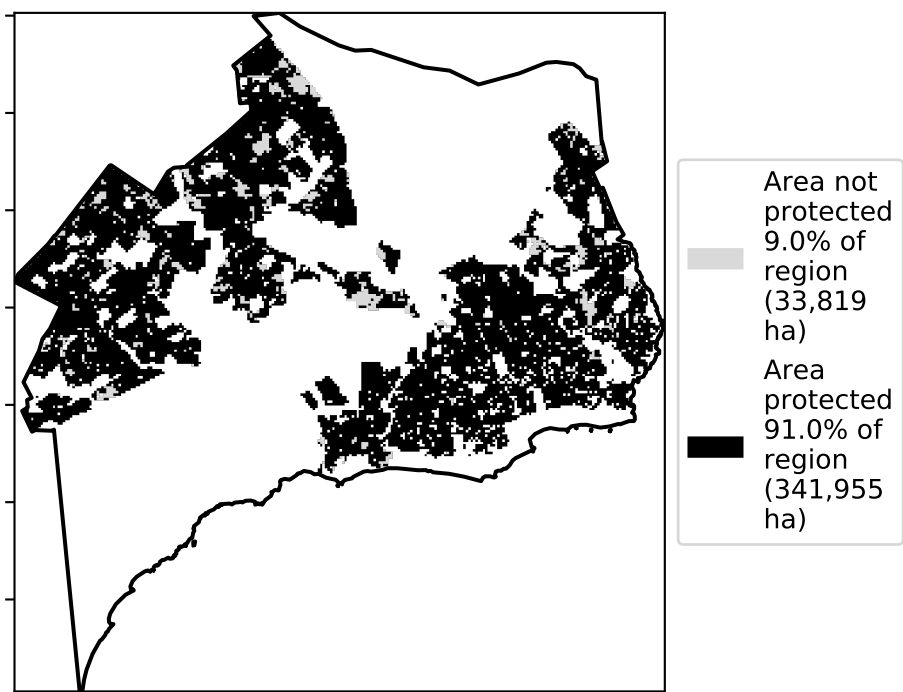 Area not
protected
9.0% of
region
(33,819
ha)
Area
protected
91.0% of
region
(341,955
ha)